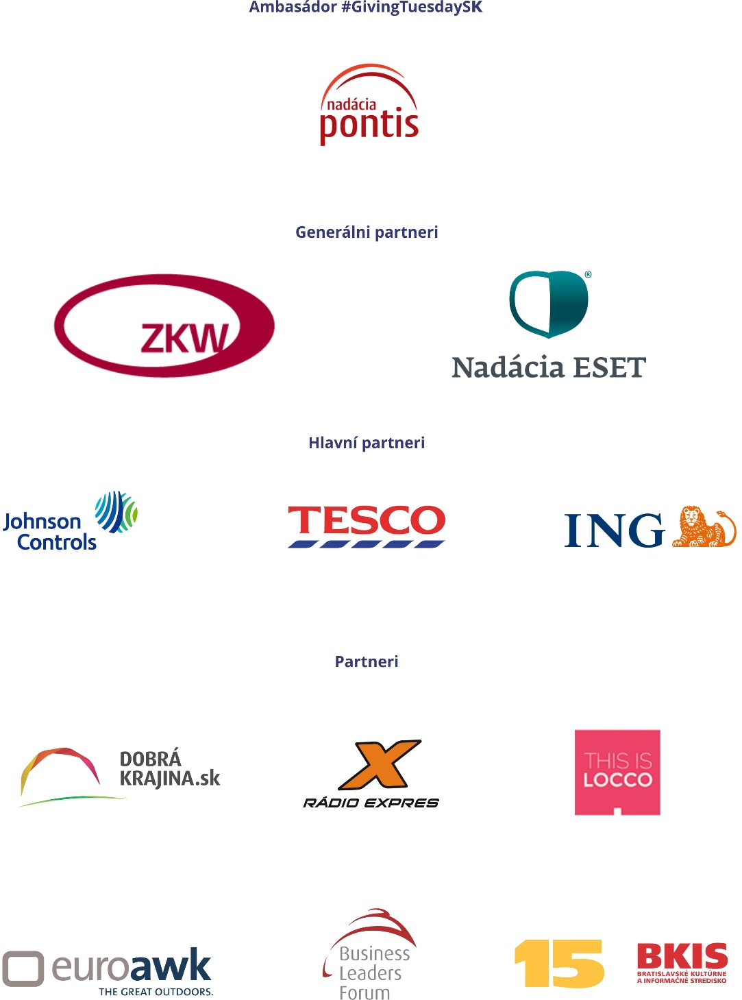 Ambasádor #GivingTuesdaySK
nadácia
pontis
Generálni partneri
ZKW
®
Nadácia ESET
Hlavní partneri
Johnson
Controls
TESCO
ING
Partneri
DOBRÁ
KRAJINA.sk
X
RÁDIO EXPRES
THIS IS
LOCCO
euroawk
THE GREAT OUTDOORS.
Business
Leaders
Forum
15
BKIS
BRATISLAVSKÉ KULTÚRNE
A INFORMAČNÉ STREDISKO